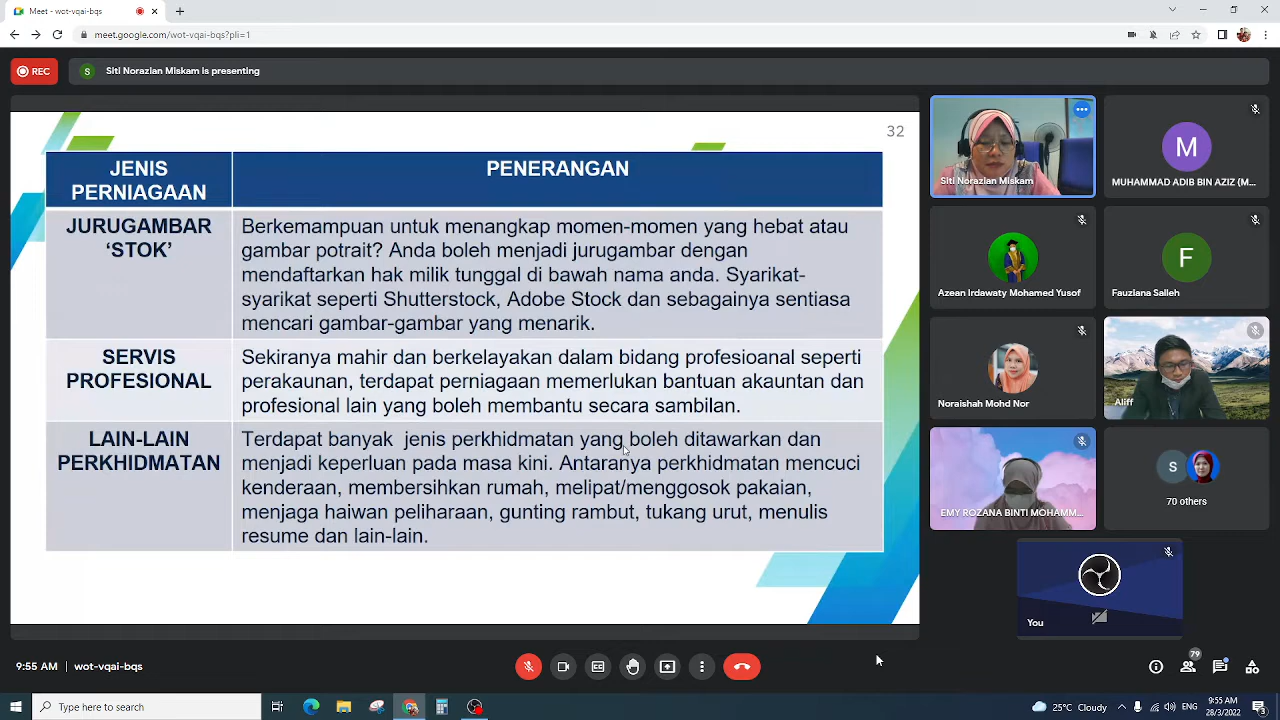 Meet - wot-vqai-bqs
meet.google.com/wot-vqai-bqs?pli=1
REC
S
Siti Norazlan Miskam is presenting
32
JENIS
PERNIAGAAN
PENERANGAN
JURUGAMBAR
‘STOK’
Berkemampuan untuk menangkap momen-momen yang hebat atau
gambar potrait? Anda boleh menjadi jurugambar dengan
mendaftarkan hak milik tunggal di bawah nama anda. Syarikat-
syarikat seperti Shutterstock, Adobe Stock dan sebagainya sentiasa
mencari gambar-gambar yang menarik.
SERVIS
PROFESIONAL
Sekiranya mahir dan berkelayakan dalam bidang profesioanal seperti
perakaunan, terdapat perniagaan memerlukan bantuan akauntan dan
profesional lain yang boleh membantu secara sambilan.
LAIN-LAIN
PERKHIDMATAN
Terdapat banyak jenis perkhidmatan yang boleh ditawarkan dan
menjadi keperluan pada masa kini. Antaranya perkhidmatan mencuci
kenderaan, membersihkan rumah, melipat/menggosok pakaian,
menjaga haiwan peliharaan, gunting rambut, tukang urut, menulis
resume dan lain-lain.
Siti Norazlan Miskam
M
MUHAMMAD ADIB BIN AZIZ (M...
Azean Irdawaty Mohamed Yusof
F
Fauziana Salleh
Noraishah Mohd Nor
Aliff
EMY ROZANA BINTI MOHAMM...
S
70 others
You
9:55 AM | wot-vqai-bqs
79
Type here to search
25°C Cloudy
9:55 AM
28/3/2022
3